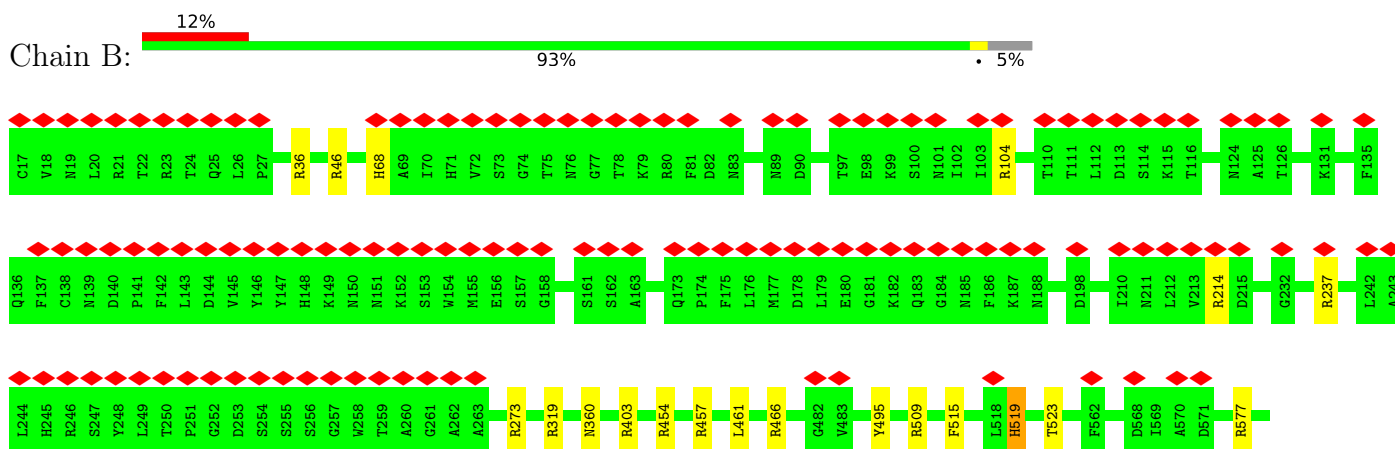 12%
Chain B:
93% • 5%
C17 V18 N19 L20 R21 T22 R23 T24 Q25 L26 P27 R36 R46 H68 A69 I70 H71 V72 S73 G74 T75 N76 G77 T78 K79 R80 F81 D82 N83 N89 D90 T97 E98 K99 S100 N101 I102 I103 R104 T110 T111 L112 D113 S114 K115 T116 N124 A125 T126 K131 F135
Q136 F137 C138 N139 D140 P141 F142 L143 D144 V145 Y146 Y147 H148 K149 N150 N151 K152 S153 W154 M155 E156 S157 G158 S161 S162 A163 Q173 P174 F175 L176 M177 D178 L179 E180 G181 K182 Q183 G184 N185 F186 K187 N188 D198 I210 N211 L212 V213 R214 D215 G232 R237 L242 A243
L244 H245 R246 S247 Y248 L249 T250 P251 G252 D253 S254 S255 S256 G257 W258 T259 A260 G261 A262 A263 R273 R319 N360 R403 R454 R457 L461 R466 G482 V483 Y495 R509 F515 L518 H519 T523 F562 D568 I569 A570 D571 R577